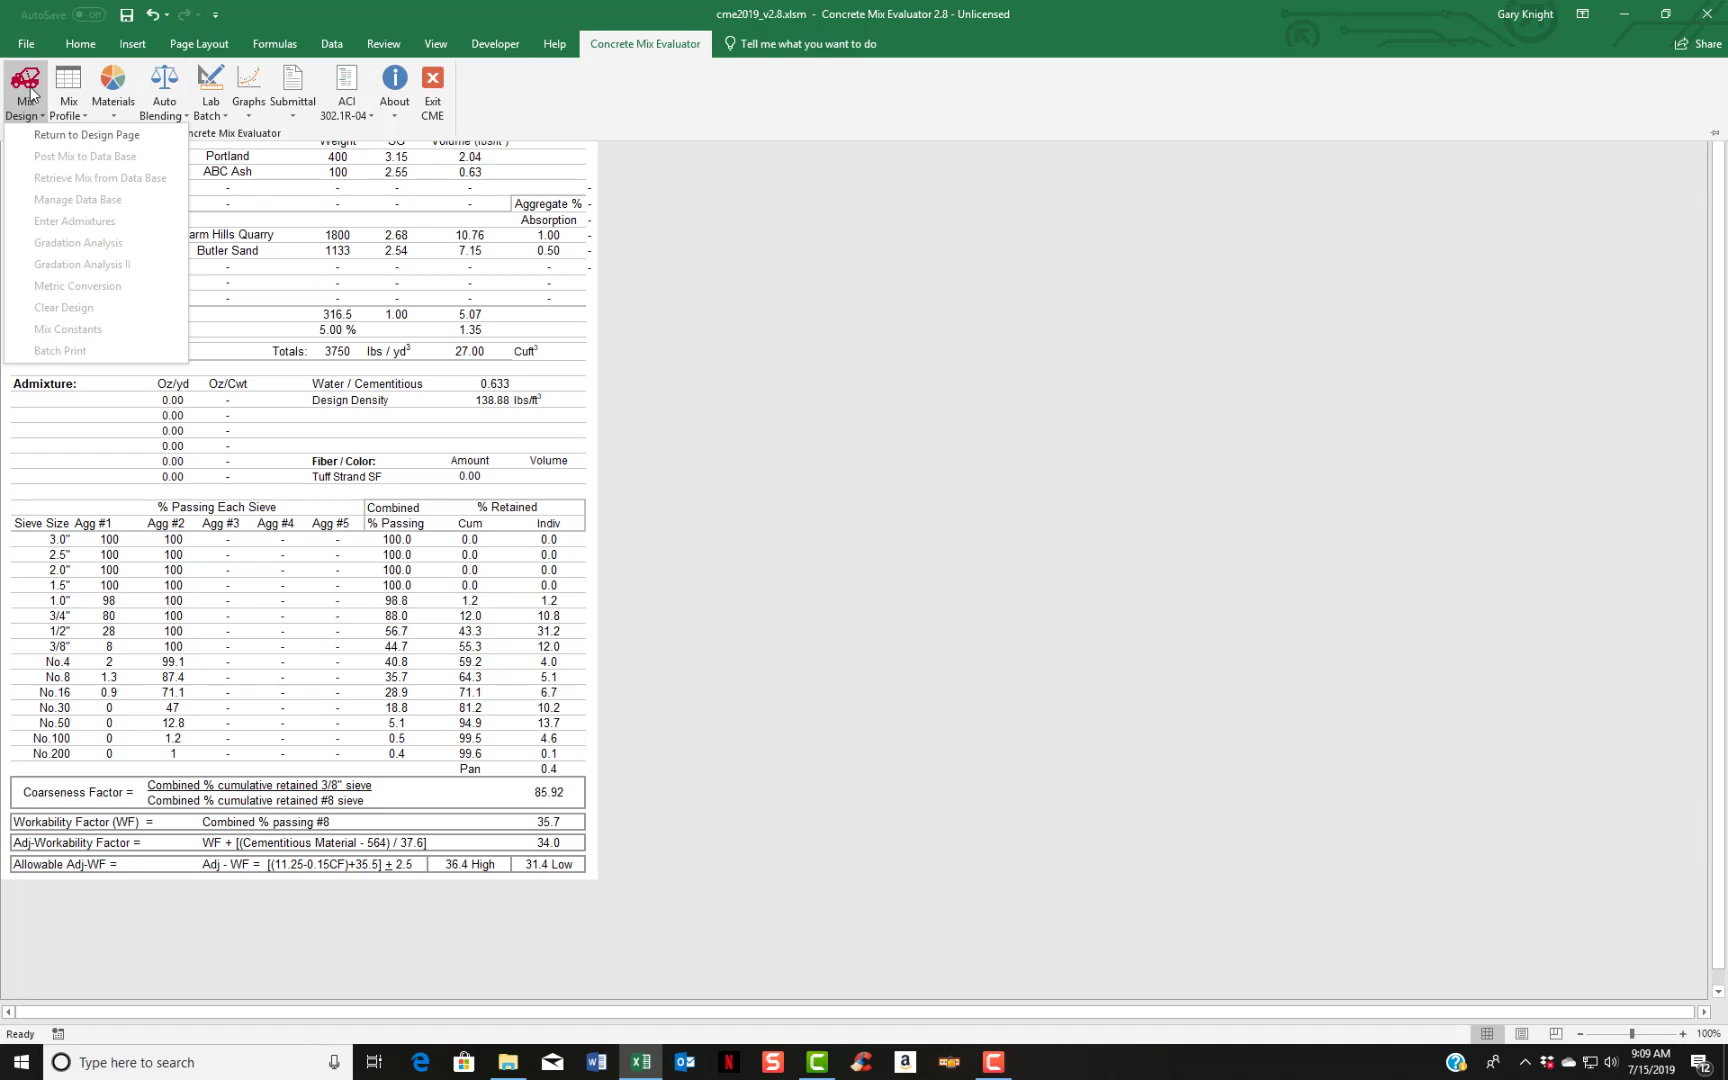 AutoSave Off
cme2019_v2.8.xlsm - Concrete Mix Evaluator 2.8 - Unlicensed
Gary Knight
File Home Insert Page Layout Formulas Data Review View Developer Help Concrete Mix Evaluator Tell me what you want to do Share
Mix Design
Mix Profile
Materials
Auto Blending
Lab Batch
Graphs
Submittal
ACI 302.1R-04
About
Exit CME
ncrete Mix Evaluator
Return to Design Page
Post Mix to Data Base
Retrieve Mix from Data Base
Manage Data Base
Enter Admixtures
Gradation Analysis
Gradation Analysis II
Metric Conversion
Clear Design
Mix Constants
Batch Print
Weight SG Volume (lbs/ft³)
Portland 400 3.15 2.04
ABC Ash 100 2.55 0.63
- - - - -
- - - - Aggregate % -
Absorption -
arm Hills Quarry 1800 2.68 10.76 1.00 -
Butler Sand 1133 2.54 7.15 0.50 -
- - - - - -
- - - - -
- - - - -
316.5 1.00 5.07
5.00 % 1.35
Totals: 3750 lbs / yd³ 27.00 Cuft³
Admixture: Oz/yd Oz/Cwt Water / Cementitious 0.633
0.00 - Design Density 138.88 lbs/ft³
0.00 -
0.00 -
0.00 -
0.00 - Fiber / Color: Amount Volume
0.00 - Tuff Strand SF 0.00
% Passing Each Sieve Combined % Retained
Sieve Size Agg #1 Agg #2 Agg #3 Agg #4 Agg #5 % Passing Cum Indiv
3.0" 100 100 - - - 100.0 0.0 0.0
2.5" 100 100 - - - 100.0 0.0 0.0
2.0" 100 100 - - - 100.0 0.0 0.0
1.5" 100 100 - - - 100.0 0.0 0.0
1.0" 98 100 - - - 98.8 1.2 1.2
3/4" 80 100 - - - 88.0 12.0 10.8
1/2" 28 100 - - - 56.7 43.3 31.2
3/8" 8 100 - - - 44.7 55.3 12.0
No.4 2 99.1 - - - 40.8 59.2 4.0
No.8 1.3 87.4 - - - 35.7 64.3 5.1
No.16 0.9 71.1 - - - 28.9 71.1 6.7
No.30 0 47 - - - 18.8 81.2 10.2
No.50 0 12.8 - - - 5.1 94.9 13.7
No.100 0 1.2 - - - 0.5 99.5 4.6
No.200 0 1 - - - 0.4 99.6 0.1
Pan 0.4
Coarseness Factor = Combined % cumulative retained 3/8" sieve 85.92
Combined % cumulative retained #8 sieve
Workability Factor (WF) = Combined % passing #8 35.7
Adj-Workability Factor = WF + [(Cementitious Material - 564) / 37.6] 34.0
Allowable Adj-WF = Adj - WF = [(11.25-0.15CF)+35.5] ± 2.5 36.4 High 31.4 Low
Ready 100%
Type here to search
9:09 AM
7/15/2019
12